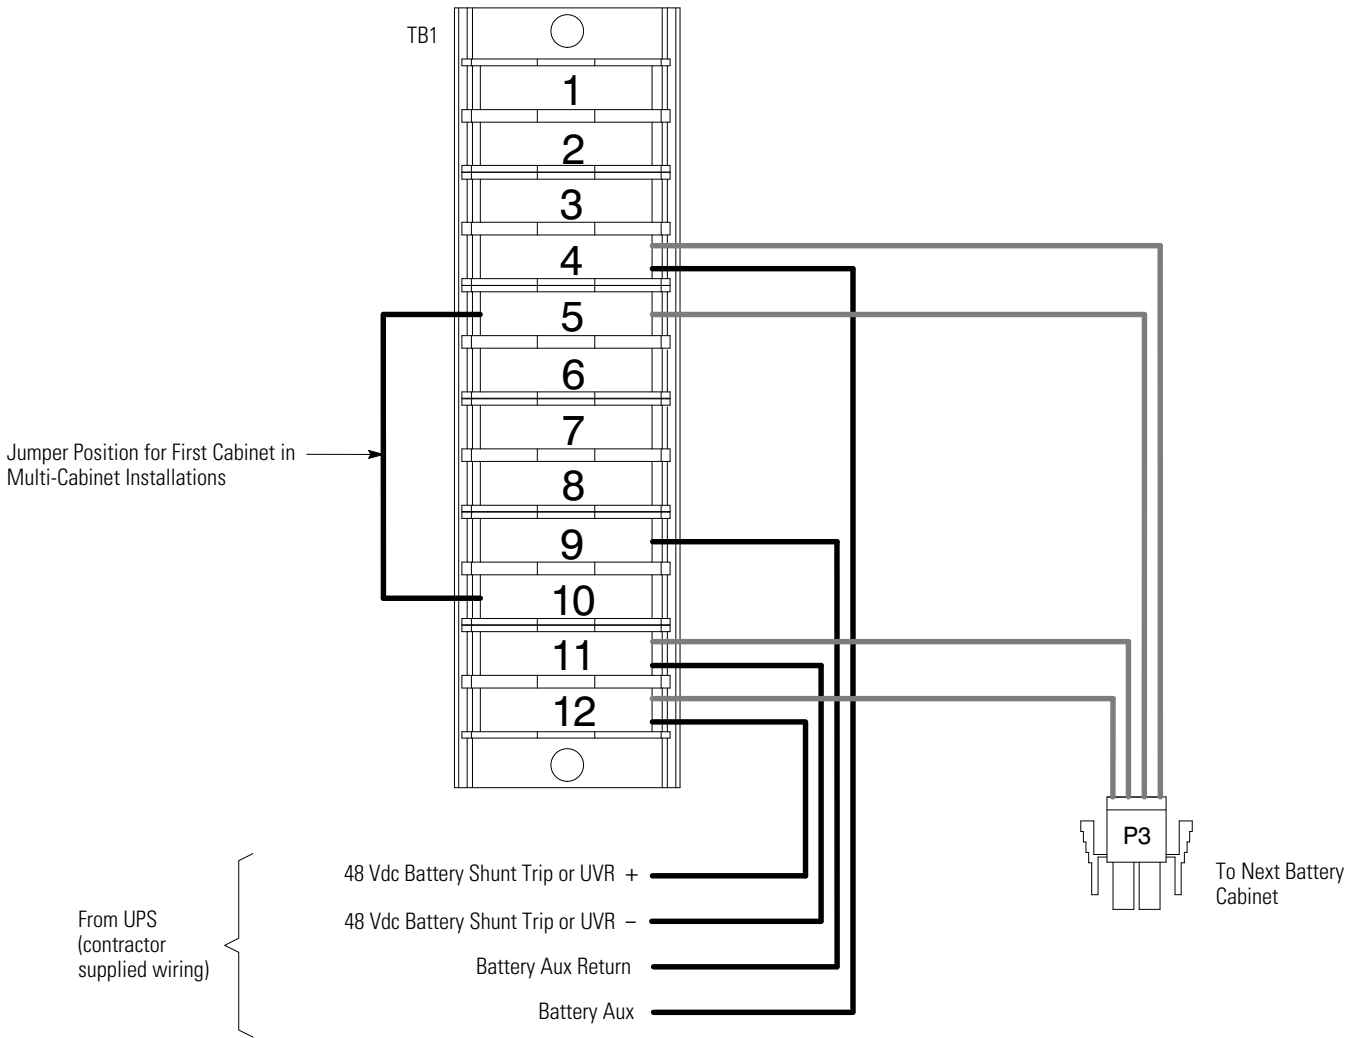 TB1
1
2
3
4
5
6
7
8
9
10
11
12
Jumper Position for First Cabinet in
Multi-Cabinet Installations
P3
To Next Battery
Cabinet
From UPS
(contractor
supplied wiring)
48 Vdc Battery Shunt Trip or UVR +
48 Vdc Battery Shunt Trip or UVR –
Battery Aux Return
Battery Aux